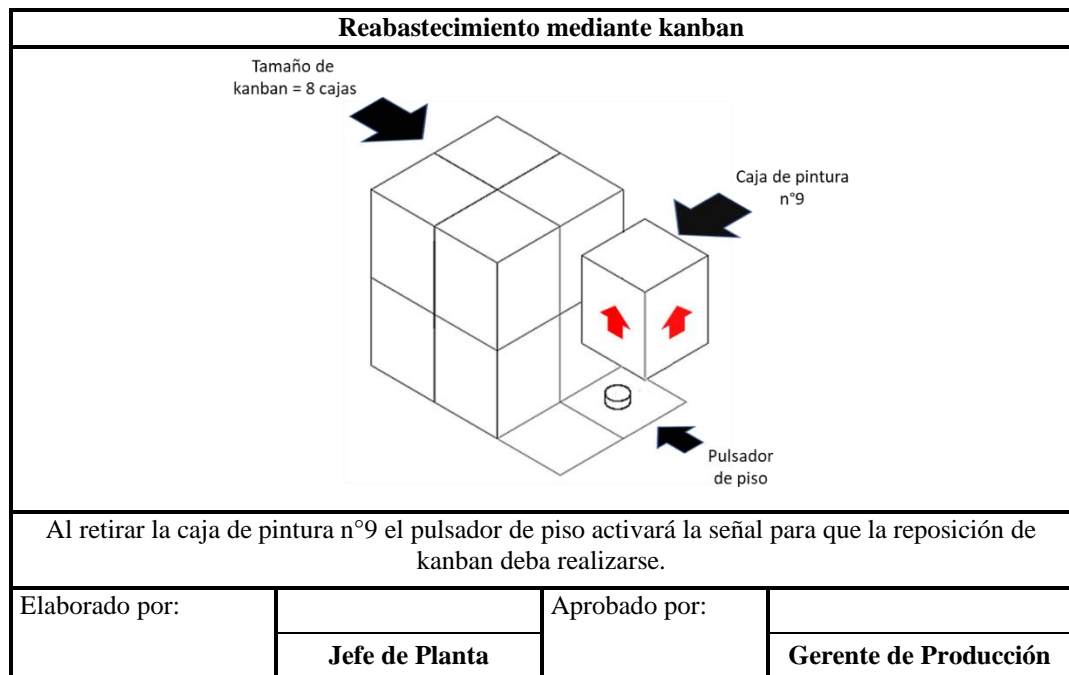 Reabastecimiento mediante kanban
Tamaño de
kanban = 8 cajas
Caja de pintura
n°9
Pulsador
de piso
Al retirar la caja de pintura n°9 el pulsador de piso activará la señal para que la reposición de
kanban deba realizarse.
Elaborado por:
Aprobado por:
Jefe de Planta
Gerente de Producción